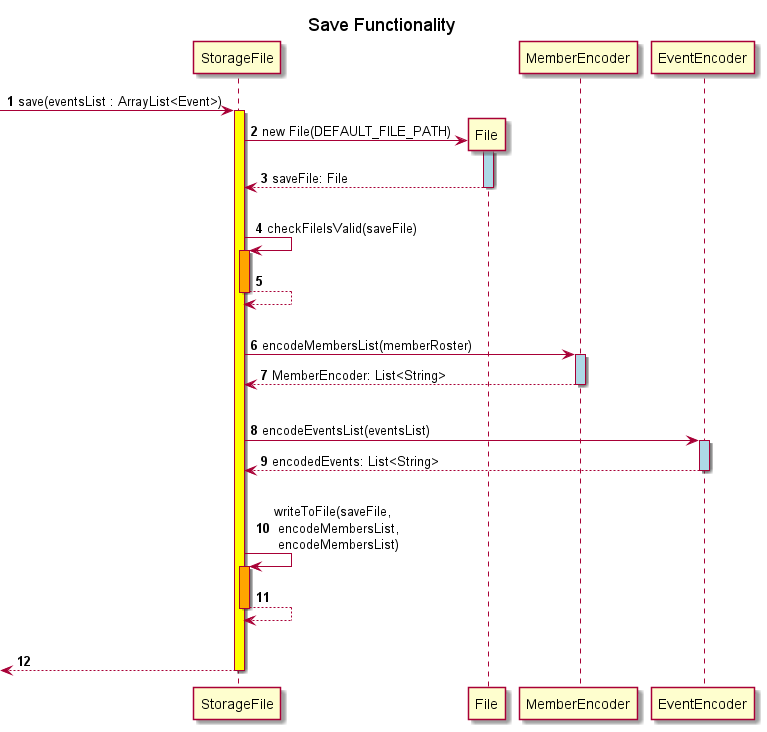 Save Functionality
StorageFile
MemberEncoder
EventEncoder
1 save(eventsList : ArrayList<Event>)
2 new File(DEFAULT_FILE_PATH)
File
3 saveFile: File
4 checkFileIsValid(saveFile)
5
6 encodeMembersList(memberRoster)
7 MemberEncoder: List<String>
8 encodeEventsList(eventsList)
9 encodedEvents: List<String>
writeToFile(saveFile,
10 encodeMembersList,
encodeMembersList)
11
12
StorageFile
File
MemberEncoder
EventEncoder